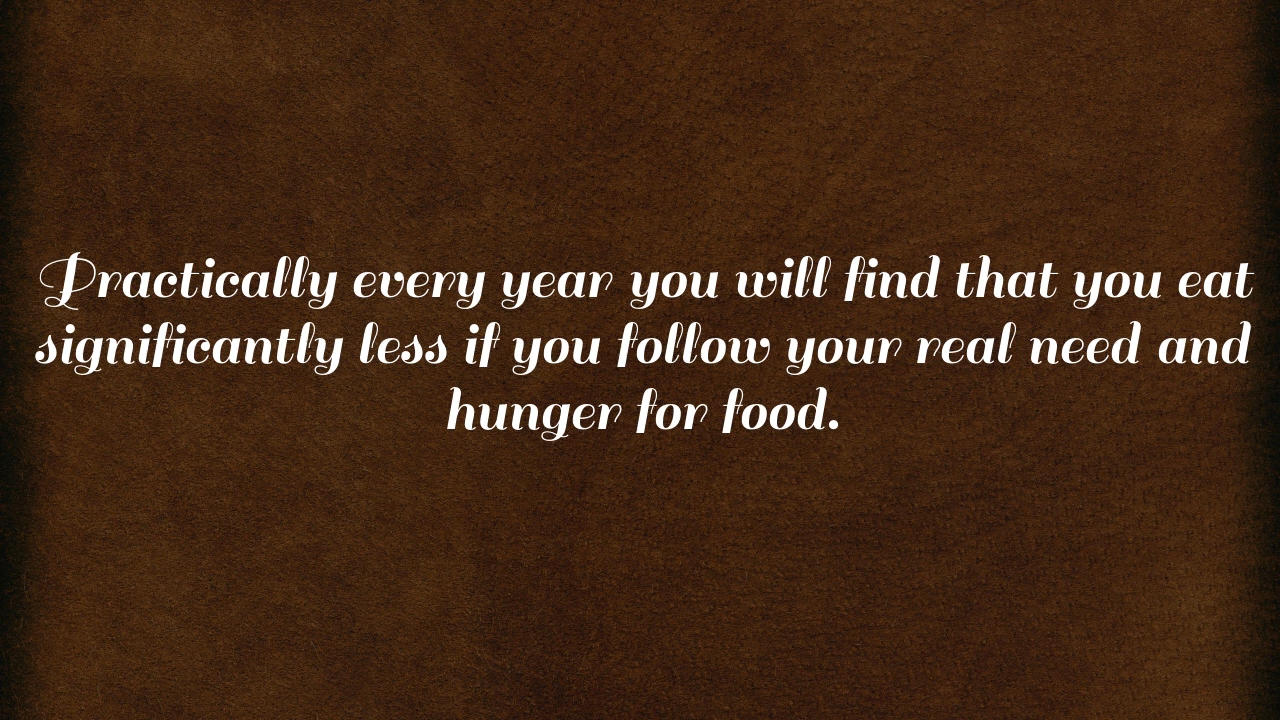 Practically every year you will find that you eat
significantly less if you follow your real need and
hunger for food.